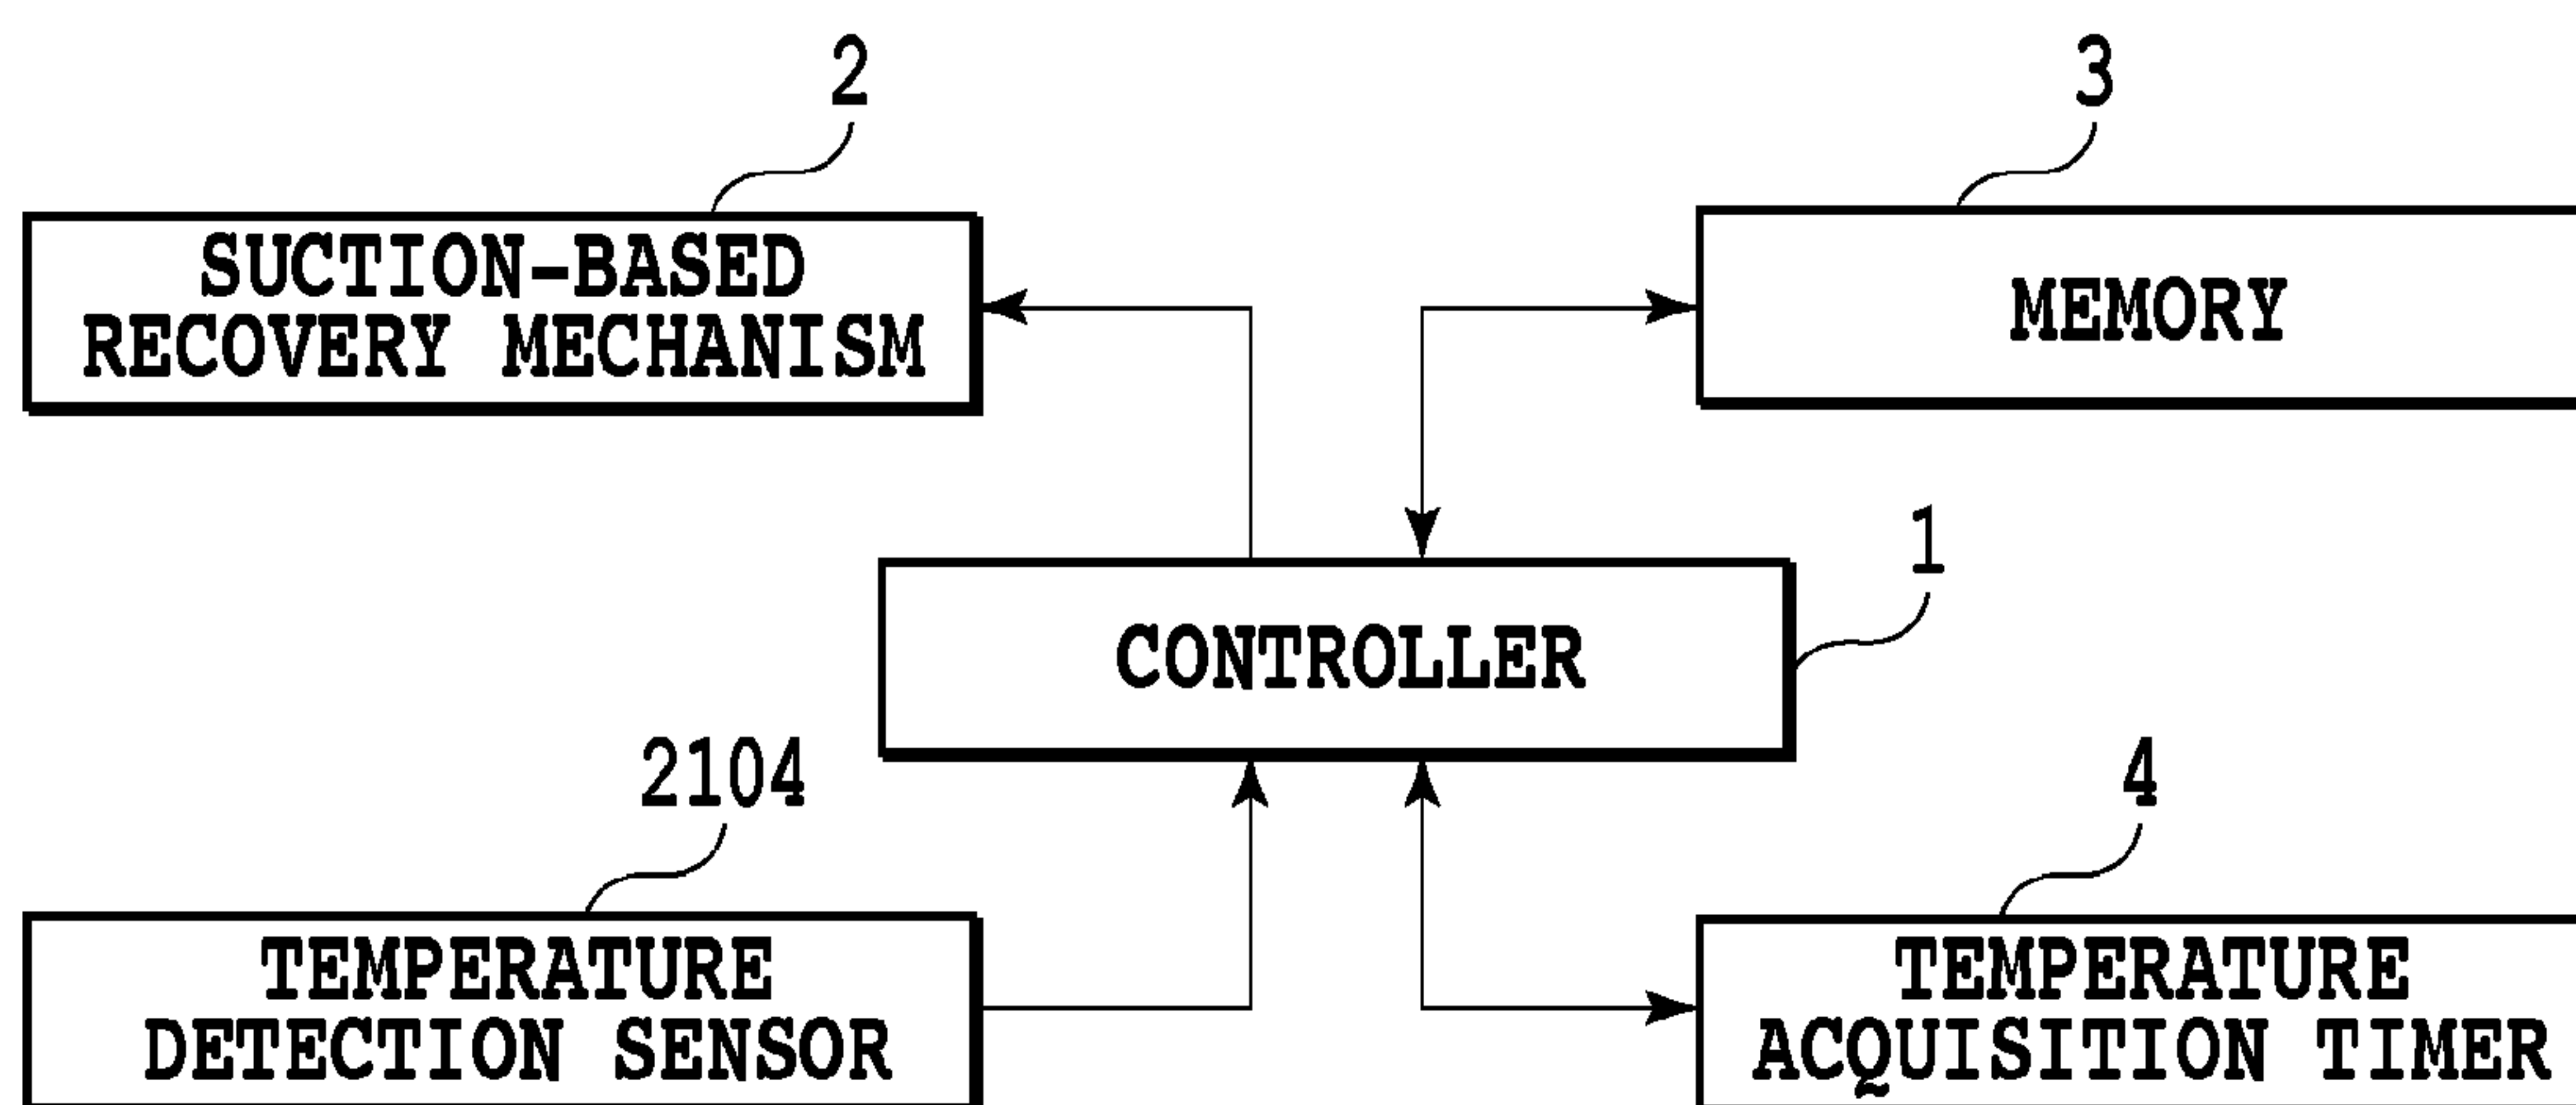 2
3
SUCTION-BASED
RECOVERY MECHANISM
MEMORY
1
CONTROLLER
2104
4
TEMPERATURE
DETECTION SENSOR
TEMPERATURE
ACQUISITION TIMER